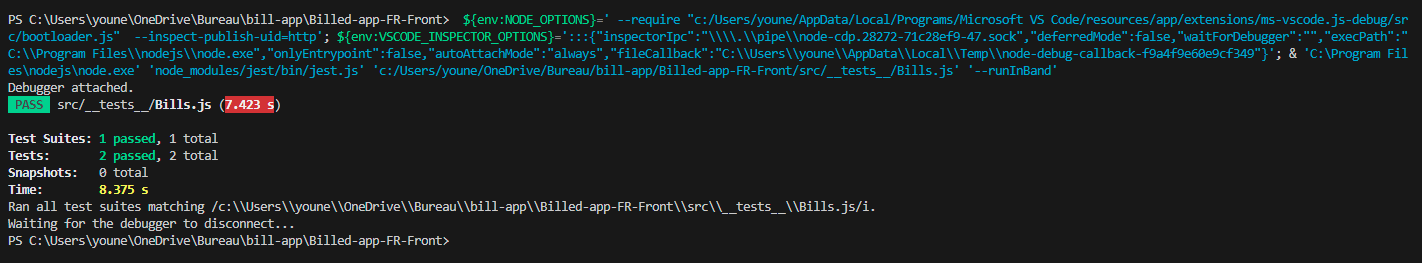 PS C:\Users\youne\OneDrive\Bureau\bill-app\Billed-app-FR-Front>  ${env:NODE_OPTIONS}=' --require "c:/Users/youne/AppData/Local/Programs/Microsoft VS Code/resources/app/extensions/ms-vscode.js-debug/sr
c/bootloader.js"  --inspect-publish-uid=http'; ${env:VSCODE_INSPECTOR_OPTIONS}=':::{"inspectorIpc":"\\\\.\\pipe\\node-cdp.28272-71c28ef9-47.sock","deferredMode":false,"waitForDebugger":"","execPath":"
C:\\Program Files\\nodejs\\node.exe","onlyEntrypoint":false,"autoAttachMode":"always","fileCallback":"C:\\Users\\youne\\AppData\\Local\\Temp\\node-debug-callback-f9a4f9e60e9cf349"}'; & 'C:\Program Fil
es\nodejs\node.exe' 'node_modules/jest/bin/jest.js' 'c:/Users/youne/OneDrive/Bureau/bill-app/Billed-app-FR-Front/src/__tests__/Bills.js' '--runInBand'
Debugger attached.
PASS src/__tests__/Bills.js (7.423 s)
Test Suites: 1 passed, 1 total
Tests:       2 passed, 2 total
Snapshots:   0 total
Time:        8.375 s
Ran all test suites matching /c:\\Users\\youne\\OneDrive\\Bureau\\bill-app\\Billed-app-FR-Front\\src\\__tests__\\Bills.js/i.
Waiting for the debugger to disconnect...
PS C:\Users\youne\OneDrive\Bureau\bill-app\Billed-app-FR-Front>